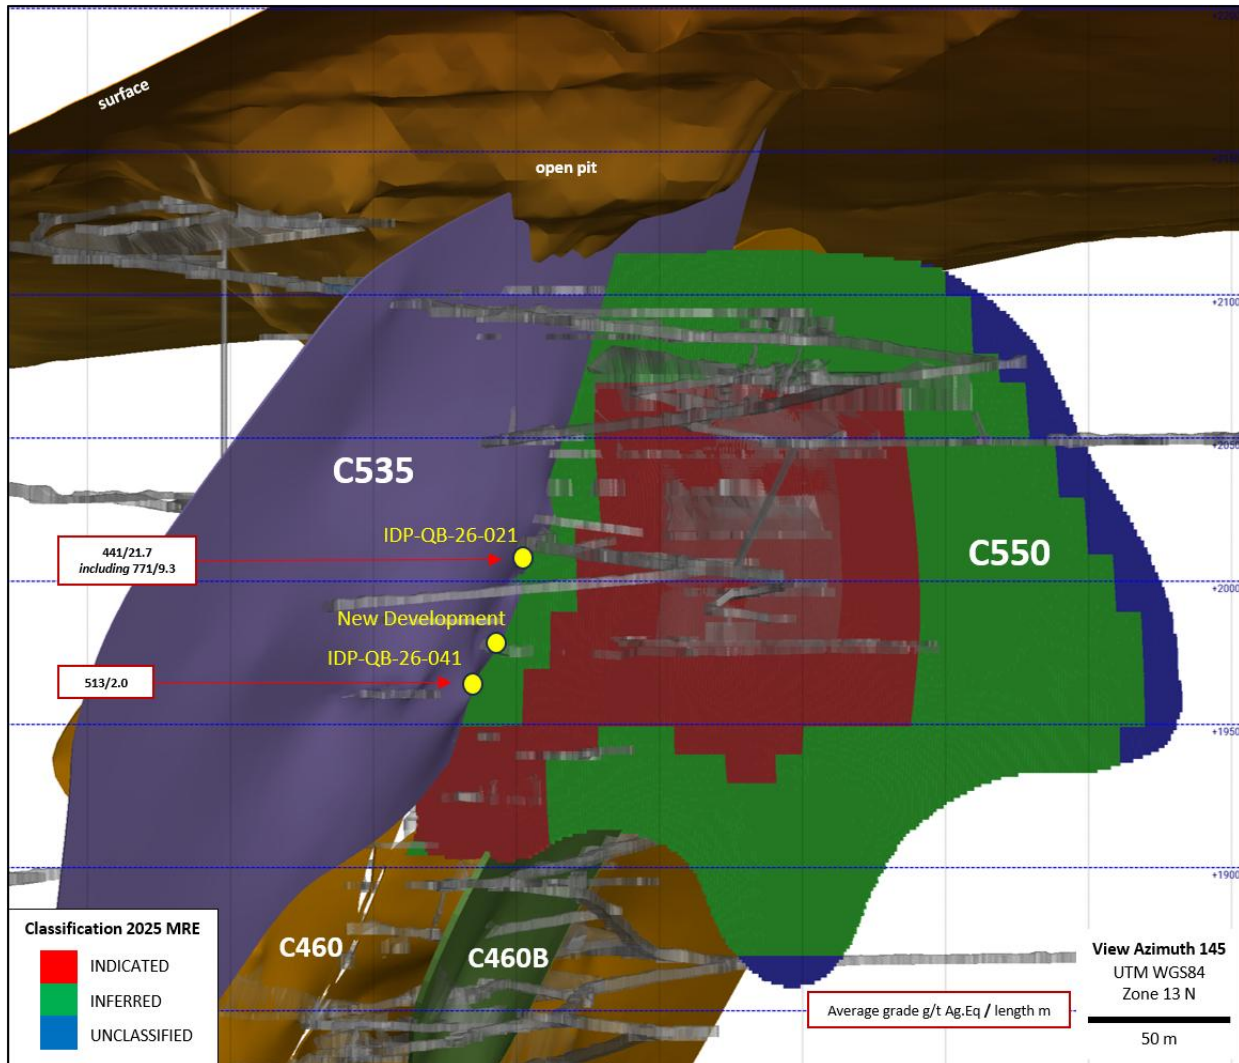 surface
open pit
+2100
C535
+2050
IDP-QB-26-021
441/21.7
including 771/9.3
C550
+2000
New Development
IDP-QB-26-041
513/2.0
+1950
+1900
Classification 2025 MRE
INDICATED
INFERRED
UNCLASSIFIED
C460
C460B
View Azimuth 145
UTM WGS84
Zone 13 N
50 m
Average grade g/t Ag.Eq / length m